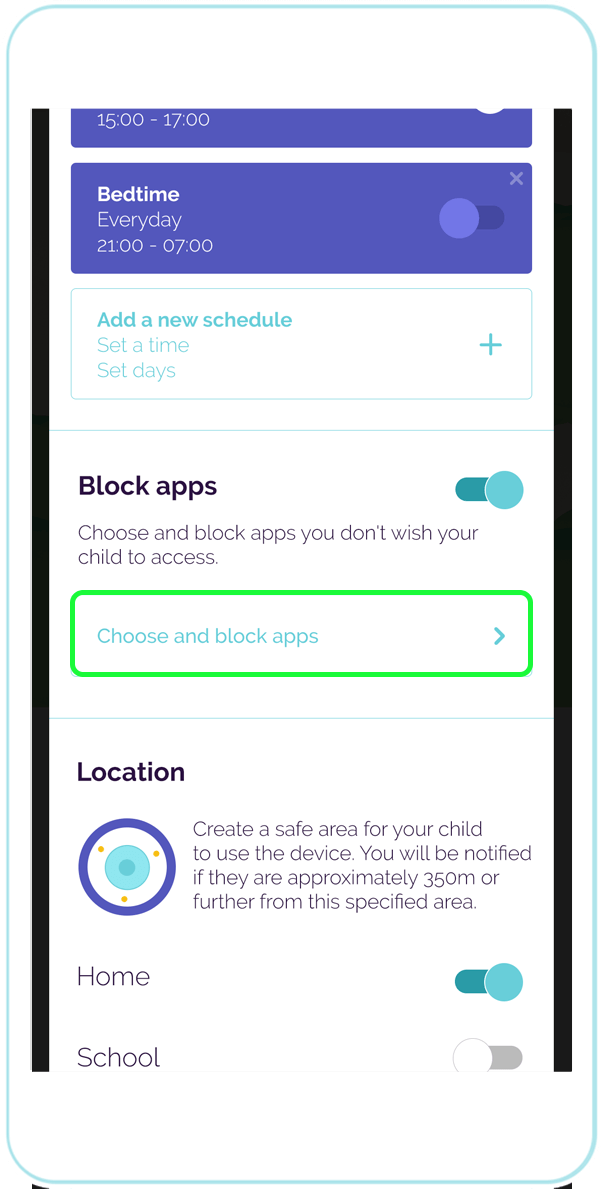 15:00 - 17:00
Bedtime
Everyday
21:00 - 07:00
Add a new schedule
Set a time
Set days
Block apps
Choose and block apps you don't wish your
child to access.
Choose and block apps
Location
Create a safe area for your child
to use the device. You will be notified
if they are approximately 350m or
further from this specified area.
Home
School